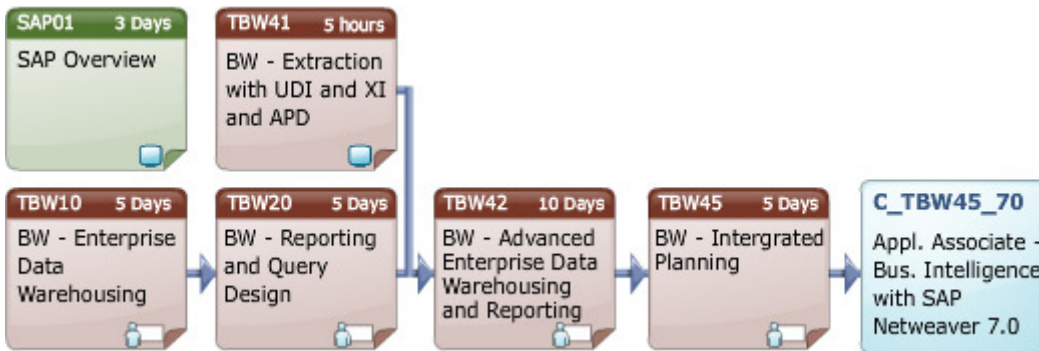 SAP01 3 Days
SAP Overview
TBW41 5 hours
BW - Extraction
with UDI and XI
and APD
TBW10 5 Days
BW - Enterprise
Data
Warehousing
TBW20 5 Days
BW - Reporting
and Query
Design
TBW42 10 Days
BW - Advanced
Enterprise Data
Warehousing
and Reporting
TBW45 5 Days
BW - Intergrated
Planning
C_TBW45_70
Appl. Associate -
Bus. Intelligence
with SAP
Netweaver 7.0